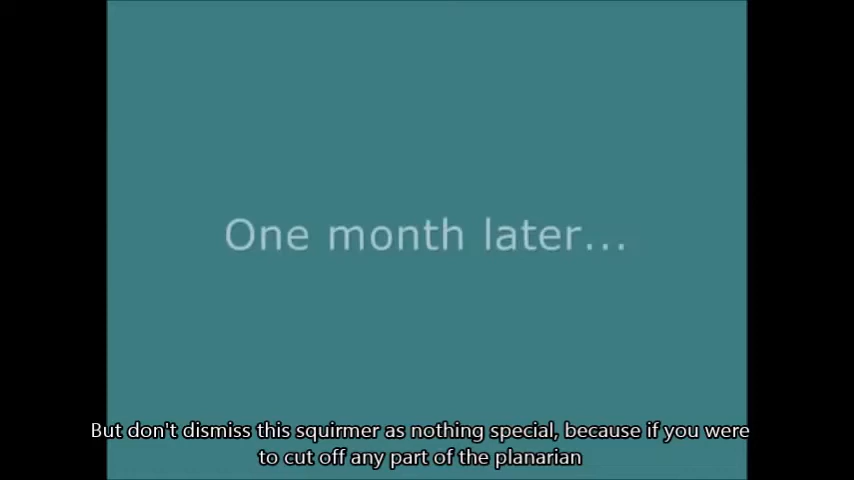 One month later...
But don't dismiss this squirmer as nothing special, because if you were
to cut off any part of the planarian